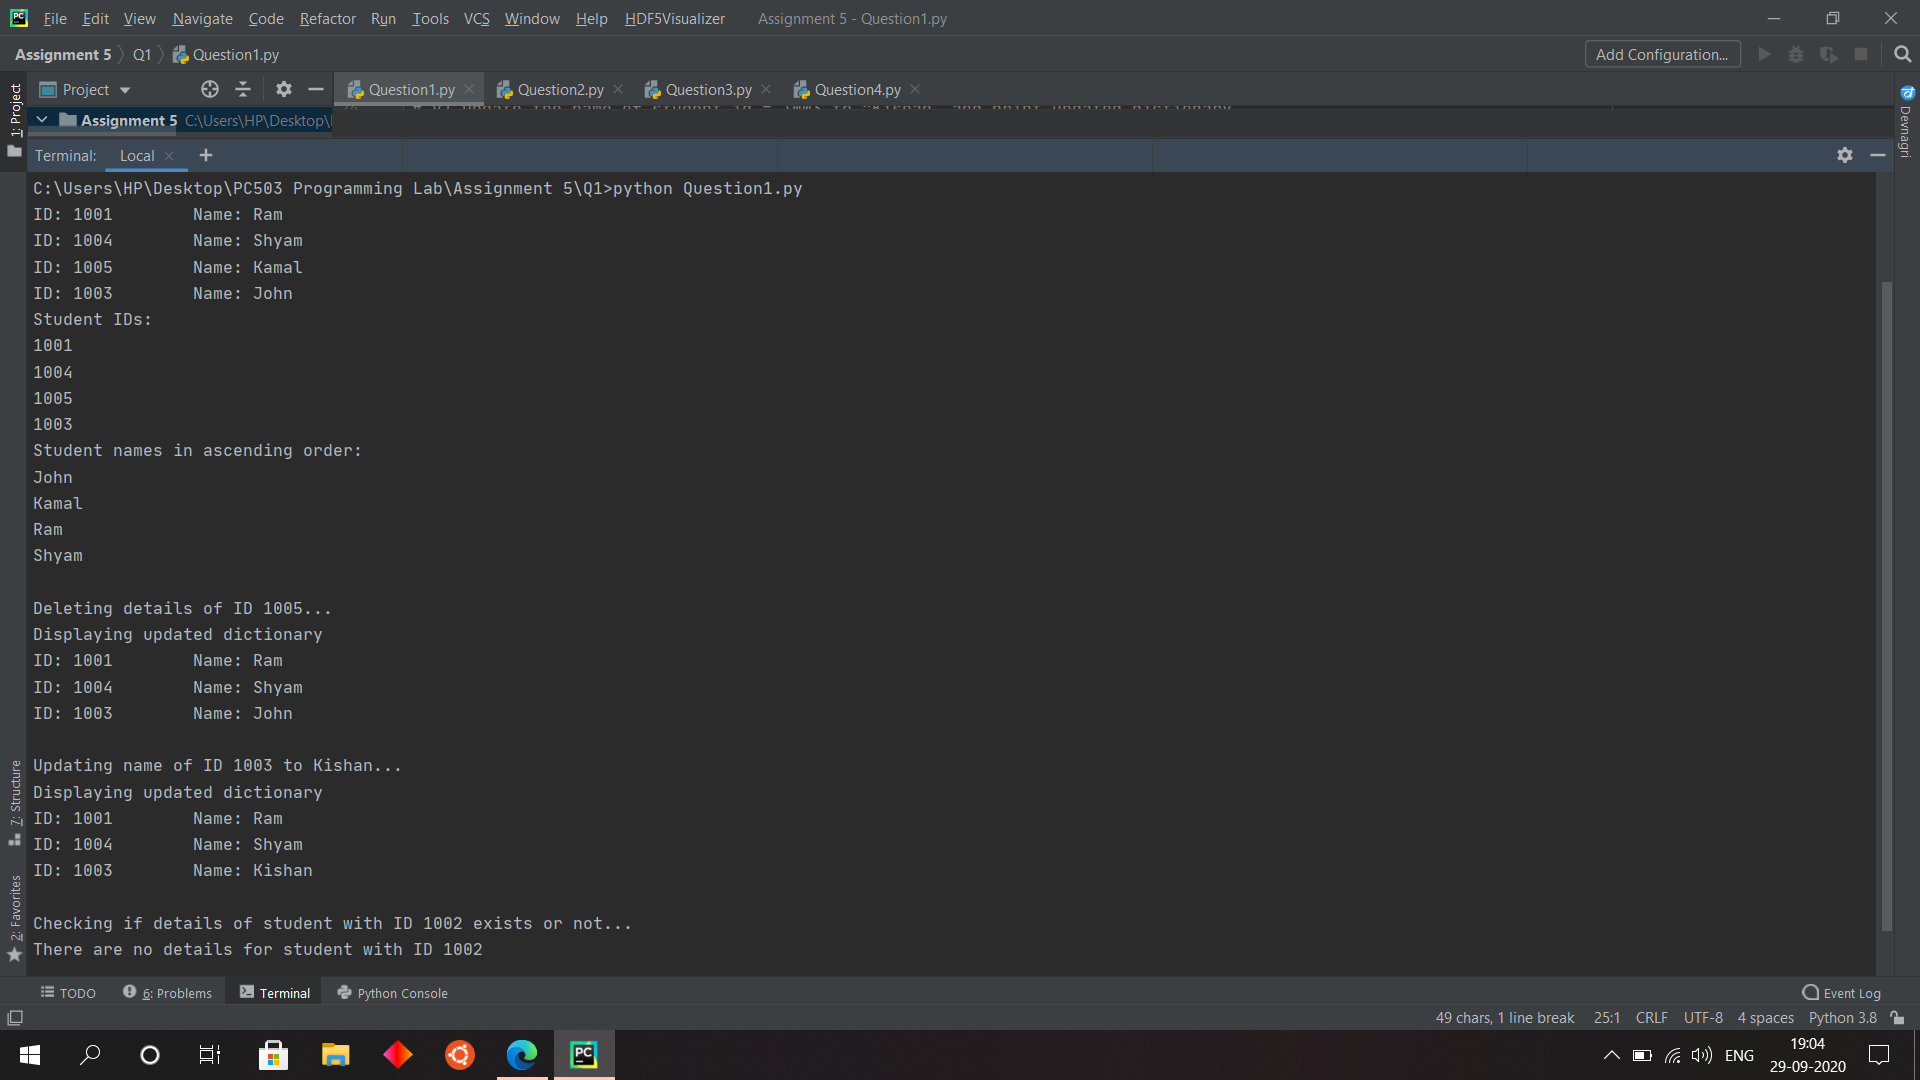 File Edit View Navigate Code Refactor Run Tools VCS Window Help HDF5Visualizer Assignment 5 - Question1.py
Assignment 5 Q1 Question1.py Add Configuration...
1: Project
Project Question1.py Question2.py Question3.py Question4.py
Devnagri
Assignment 5 C:\Users\HP\Desktop\
Terminal: Local
C:\Users\HP\Desktop\PC503 Programming Lab\Assignment 5\Q1>python Question1.py
ID: 1001 Name: Ram
ID: 1004 Name: Shyam
ID: 1005 Name: Kamal
ID: 1003 Name: John
Student IDs:
1001
1004
1005
1003
Student names in ascending order:
John
Kamal
Ram
Shyam
Deleting details of ID 1005...
Displaying updated dictionary
ID: 1001 Name: Ram
ID: 1004 Name: Shyam
ID: 1003 Name: John
Updating name of ID 1003 to Kishan...
Displaying updated dictionary
ID: 1001 Name: Ram
ID: 1004 Name: Shyam
ID: 1003 Name: Kishan
Checking if details of student with ID 1002 exists or not...
There are no details for student with ID 1002
7: Structure
2: Favorites
TODO 6: Problems Terminal Python Console Event Log
49 chars, 1 line break 25:1 CRLF UTF-8 4 spaces Python 3.8
ENG
19:04
29-09-2020